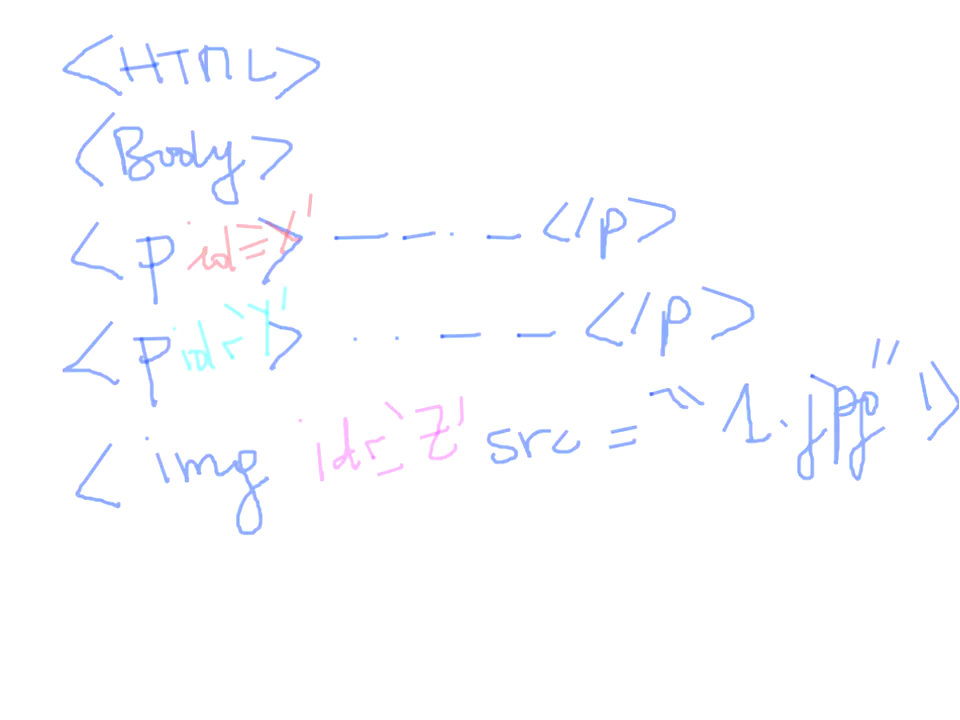 <HTML>
<Body>
<p id=X'> ---·- </p>
<p id='Y'> ..-- </p>
<img id='Z' src = "1.jpg" />